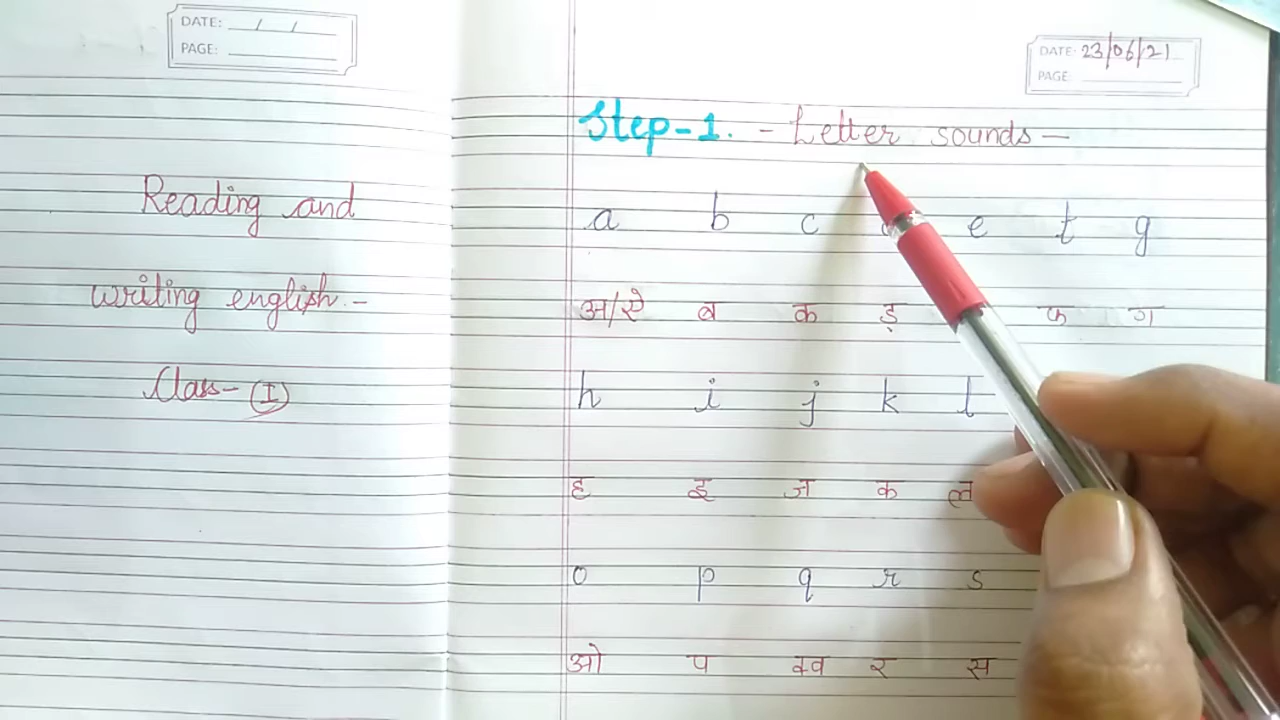 DATE: / /
PAGE:
Reading and
writing english -
Class - (I)
DATE: 23/06/21
PAGE:
Step-1. - Letter sounds -
a b c e f g
अ/ऐ ब क ड़ फ ग
h i j k l
ह इ ज क ल
o p q r s
ओ प क्व र स